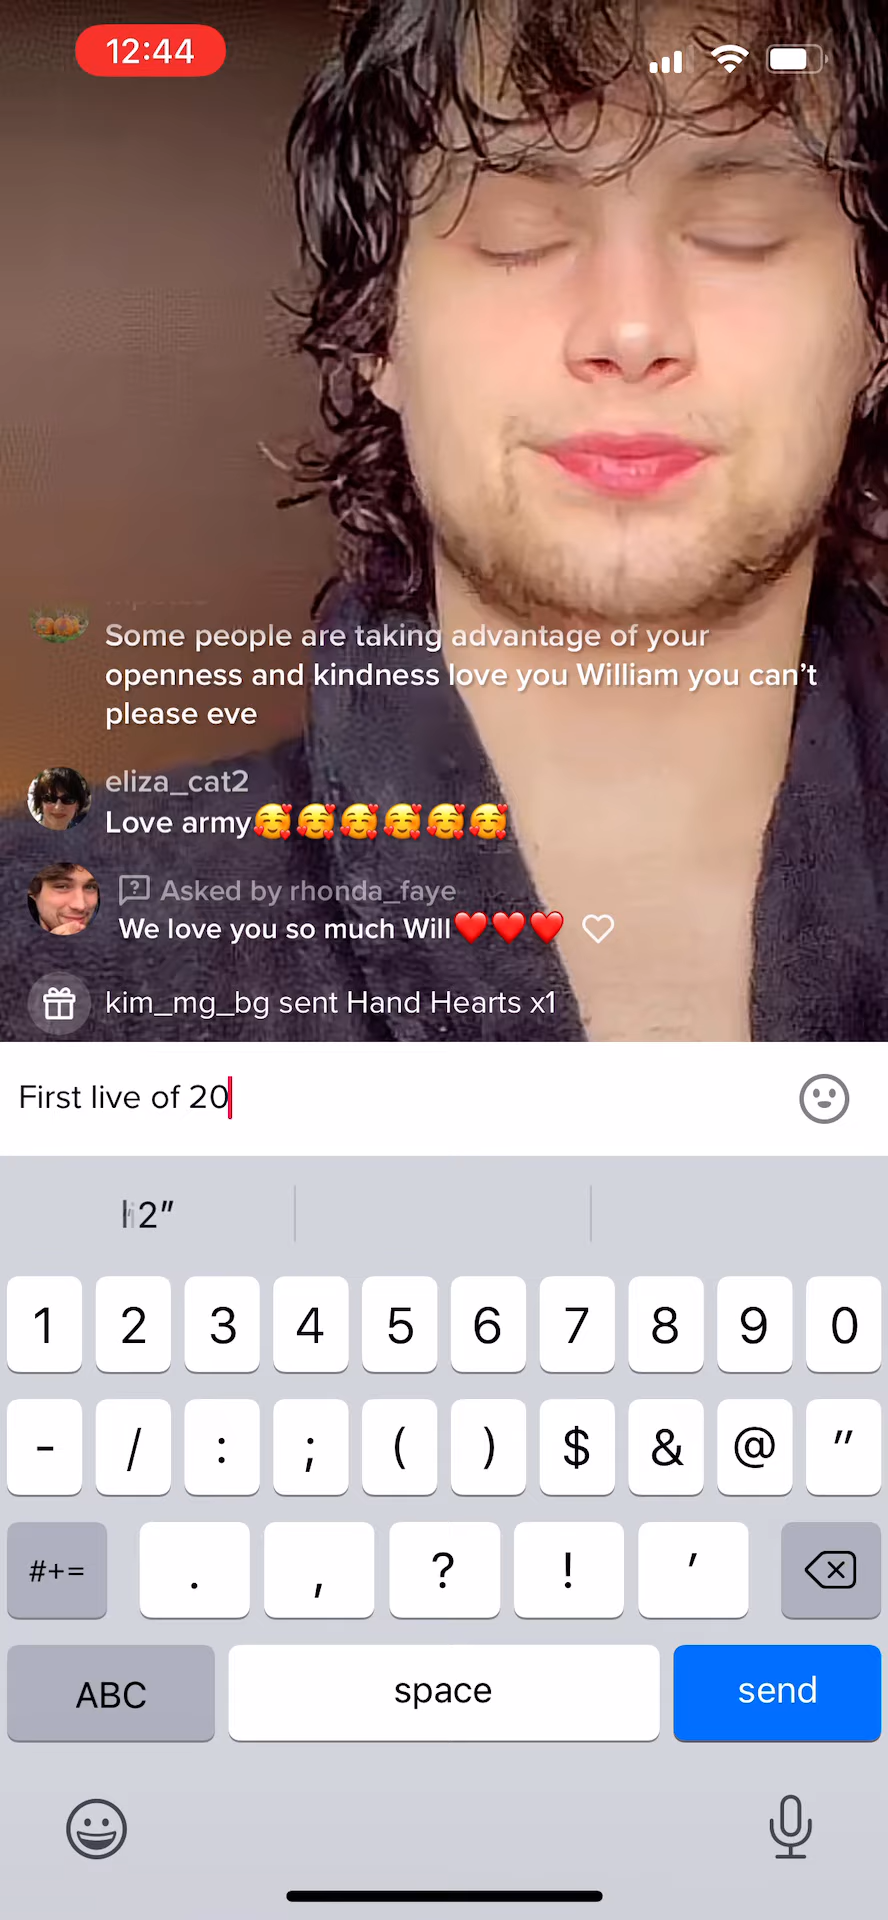 12:44
Some people are taking advantage of your
openness and kindness love you William you can't
please eve
eliza_cat2
Love army🥰🥰🥰🥰🥰🥰
Asked by rhonda_faye
We love you so much Will❤️❤️❤️
kim_mg_bg sent Hand Hearts x1
First live of 20
1 2 3 4 5 6 7 8 9 0
- / : ; ( ) $ & @ "
#+= . , ? ! '
ABC space send